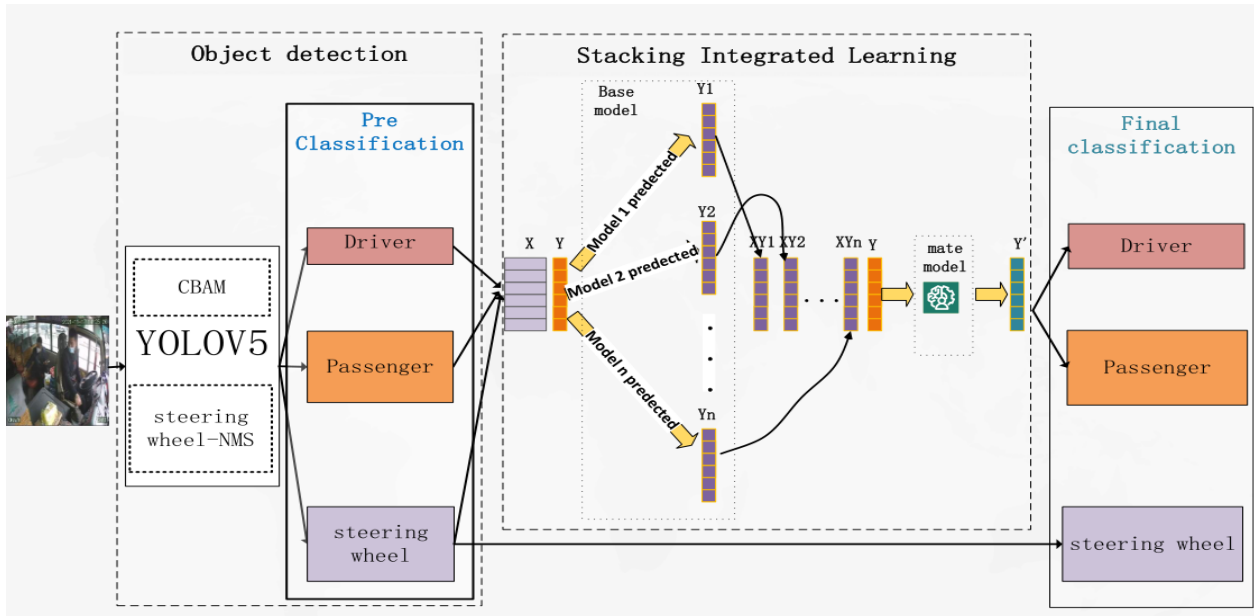 Object detection
Stacking Integrated Learning
Pre
Classification
Base
model
Y1
Final
classification
Driver
Passenger
steering
wheel
CBAM
YOLOV5
steering
wheel-NMS
X
Y
Model 1 predected
Model 2 predected
Model n predected
Y2
Yn
XY1
XY2
...
XYn
Y
mate
model
Y'
Driver
Passenger
steering wheel